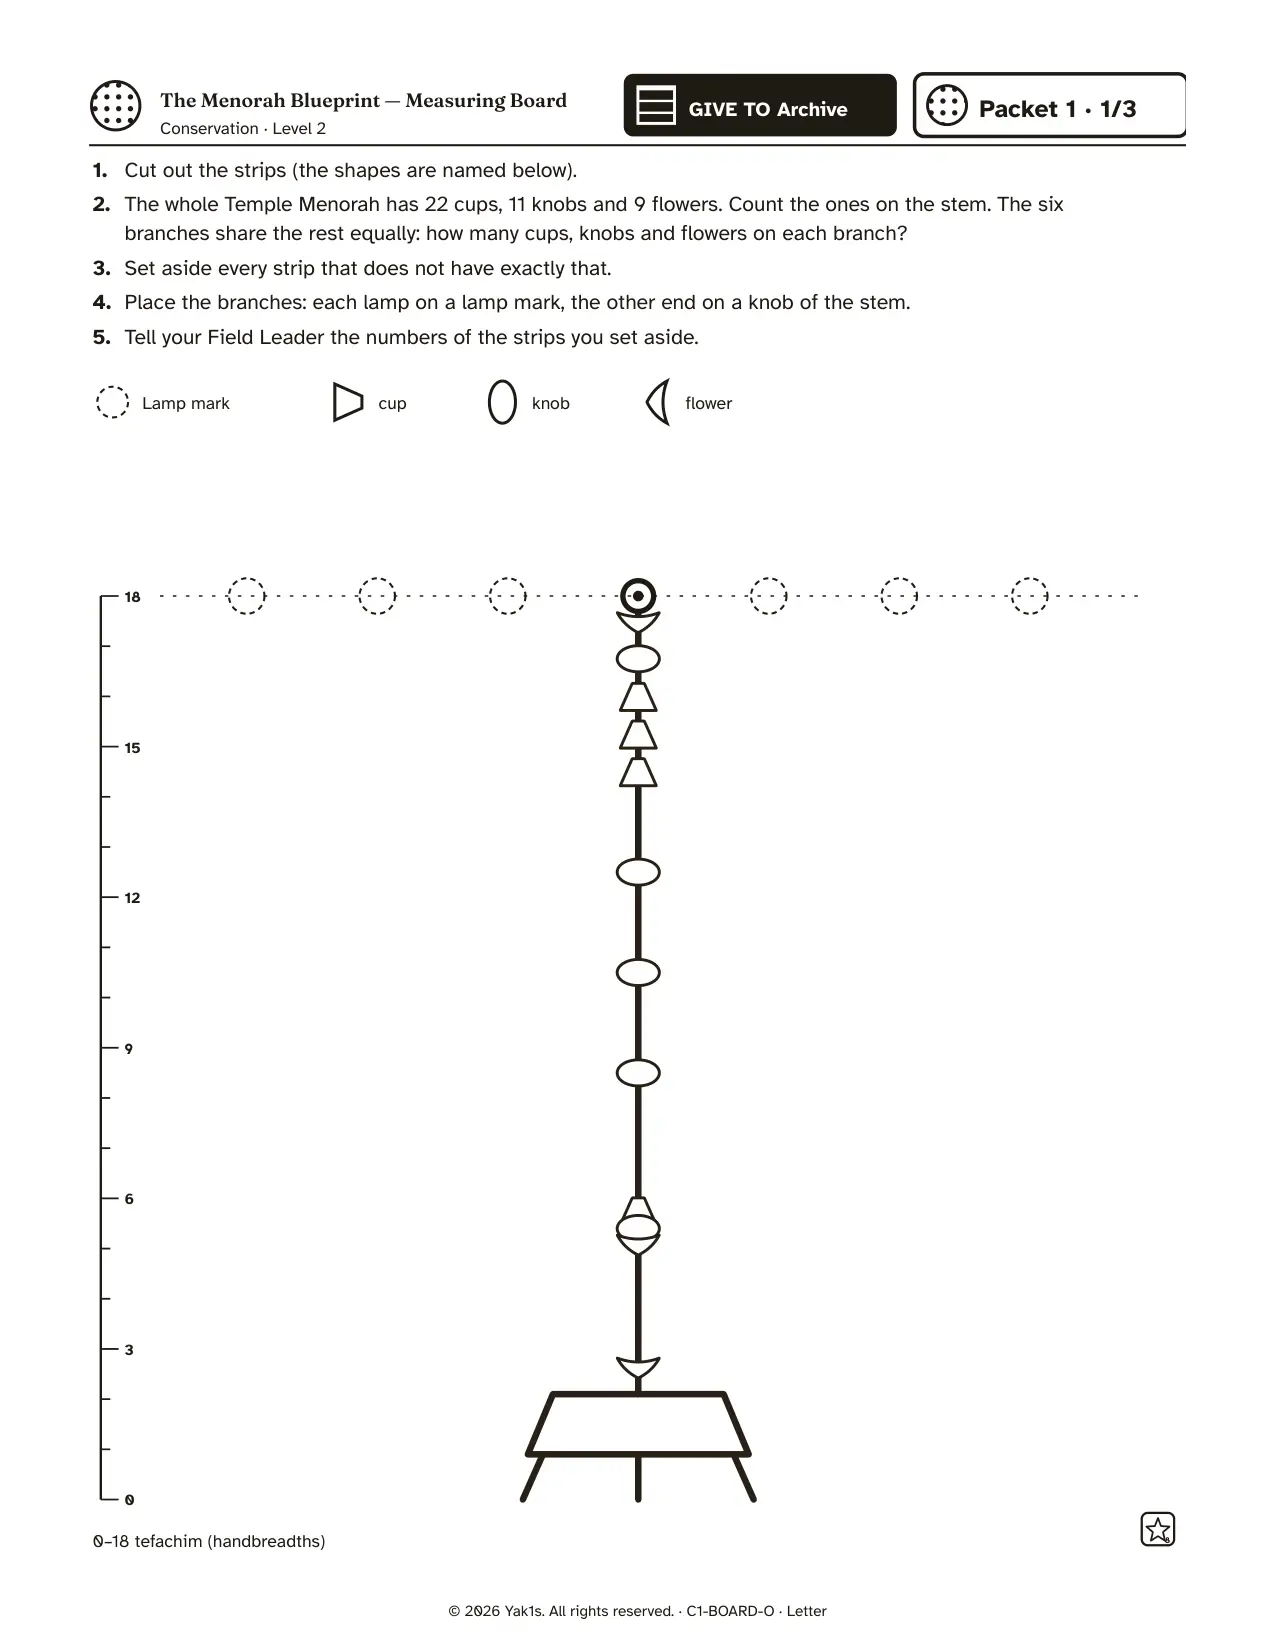 The Menorah Blueprint — Measuring Board
Conservation · Level 2
GIVE TO Archive
Packet 1 · 1/3
1. Cut out the strips (the shapes are named below).
2. The whole Temple Menorah has 22 cups, 11 knobs and 9 flowers. Count the ones on the stem. The six
branches share the rest equally: how many cups, knobs and flowers on each branch?
3. Set aside every strip that does not have exactly that.
4. Place the branches: each lamp on a lamp mark, the other end on a knob of the stem.
5. Tell your Field Leader the numbers of the strips you set aside.
Lamp mark cup knob flower
18
15
12
9
6
3
0
0–18 tefachim (handbreadths)
© 2026 Yak1s. All rights reserved. · C1-BOARD-O · Letter